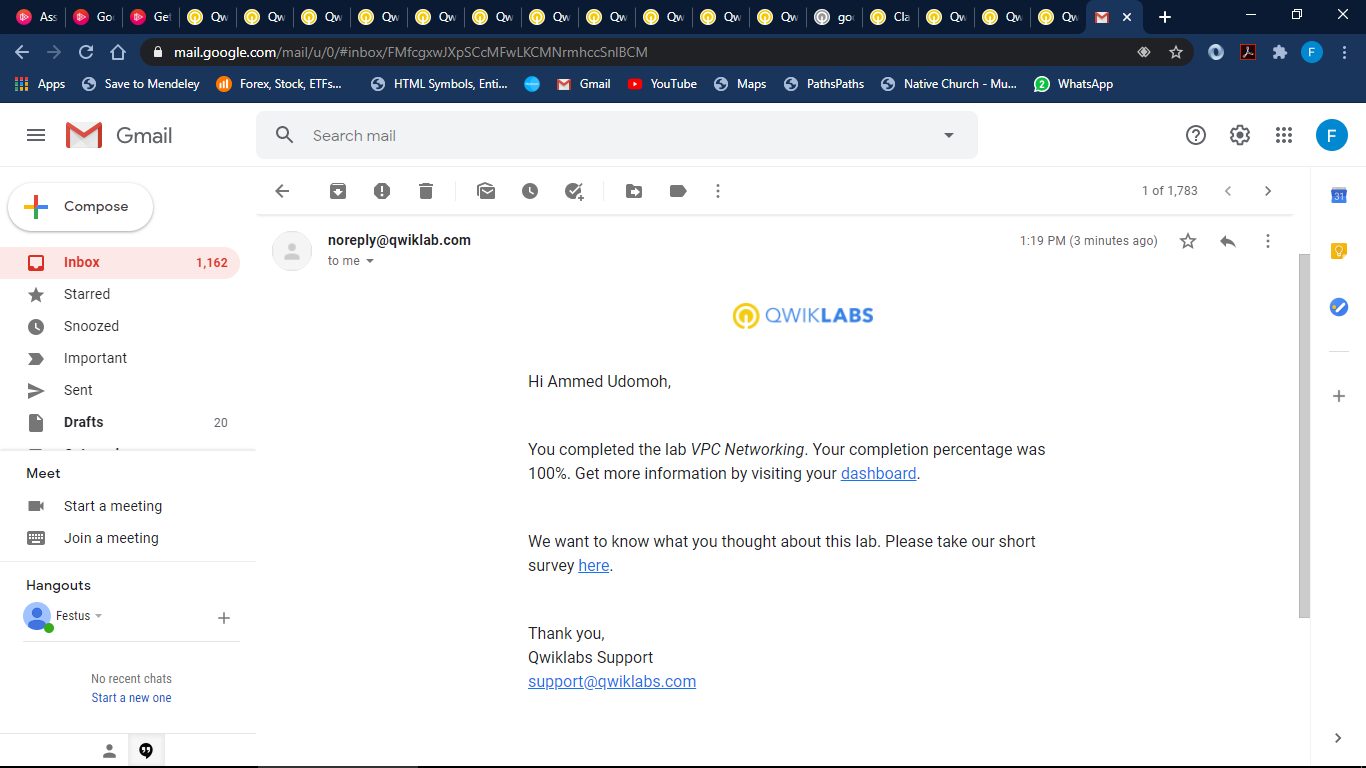 Ass
Goo
Get
Qw
Qw
Qw
Qw
Qw
Qw
Qw
Qw
Qw
Qw
Qw
goo
Cla
Qw
Qw
Qw
mail.google.com/mail/u/0/#inbox/FMfcgxwJXpSCcMFwLKCMNrmhccSnlBCM
F
Apps
Save to Mendeley
Forex, Stock, ETFs...
HTML Symbols, Enti...
Gmail
YouTube
Maps
PathsPaths
Native Church - Mu...
2
WhatsApp
Gmail
Search mail
F
Compose
1 of 1,783
31
Inbox 1,162
Starred
Snoozed
Important
Sent
Drafts 20
Meet
Start a meeting
Join a meeting
Hangouts
Festus
No recent chats
Start a new one
noreply@qwiklab.com
1:19 PM (3 minutes ago)
to me
QWIKLABS
Hi Ammed Udomoh,
You completed the lab VPC Networking. Your completion percentage was
100%. Get more information by visiting your dashboard.
We want to know what you thought about this lab. Please take our short
survey here.
Thank you,
Qwiklabs Support
support@qwiklabs.com